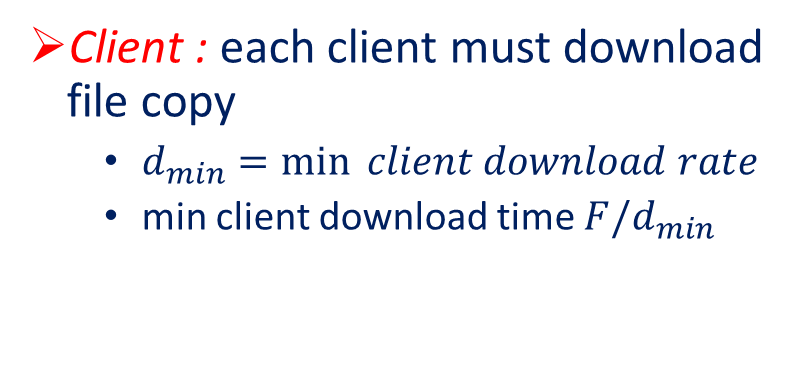 ➢Client : each client must download
file copy
• d_min = min client download rate
• min client download time F/d_min